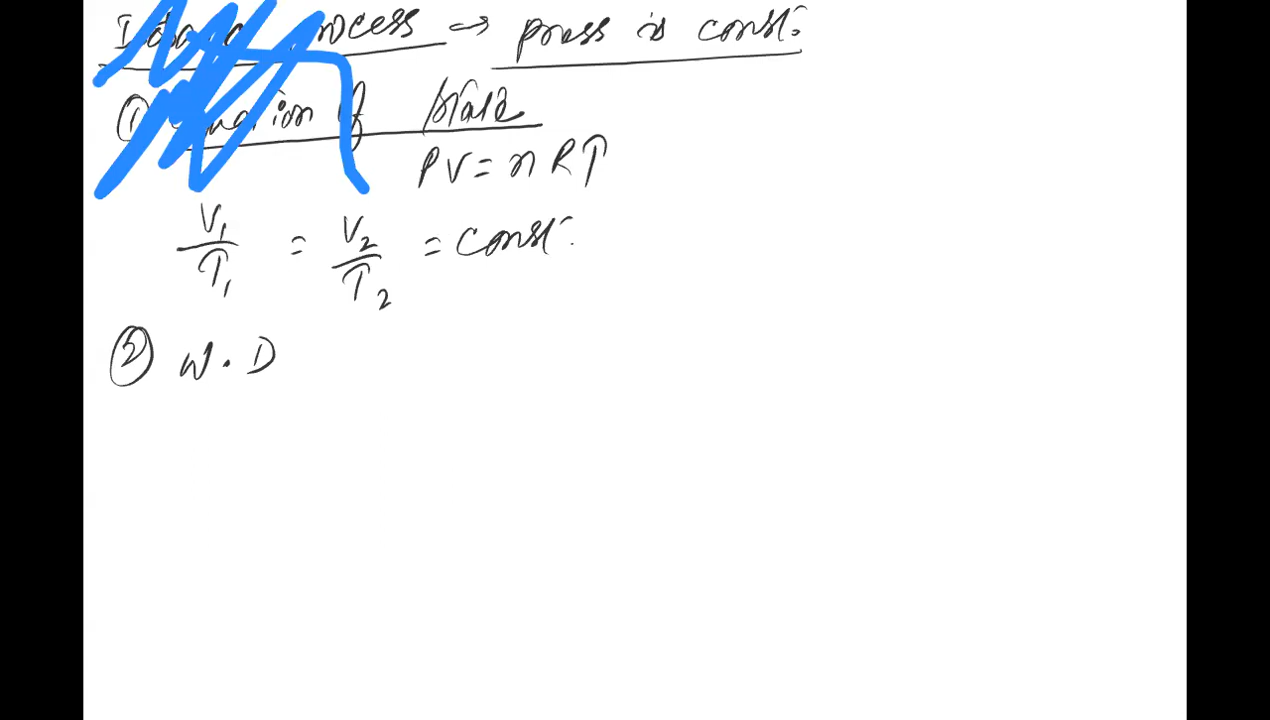 process → press is const.
① of state
PV = nRT
V₁/T₁ = V₂/T₂ = const.
② W.D